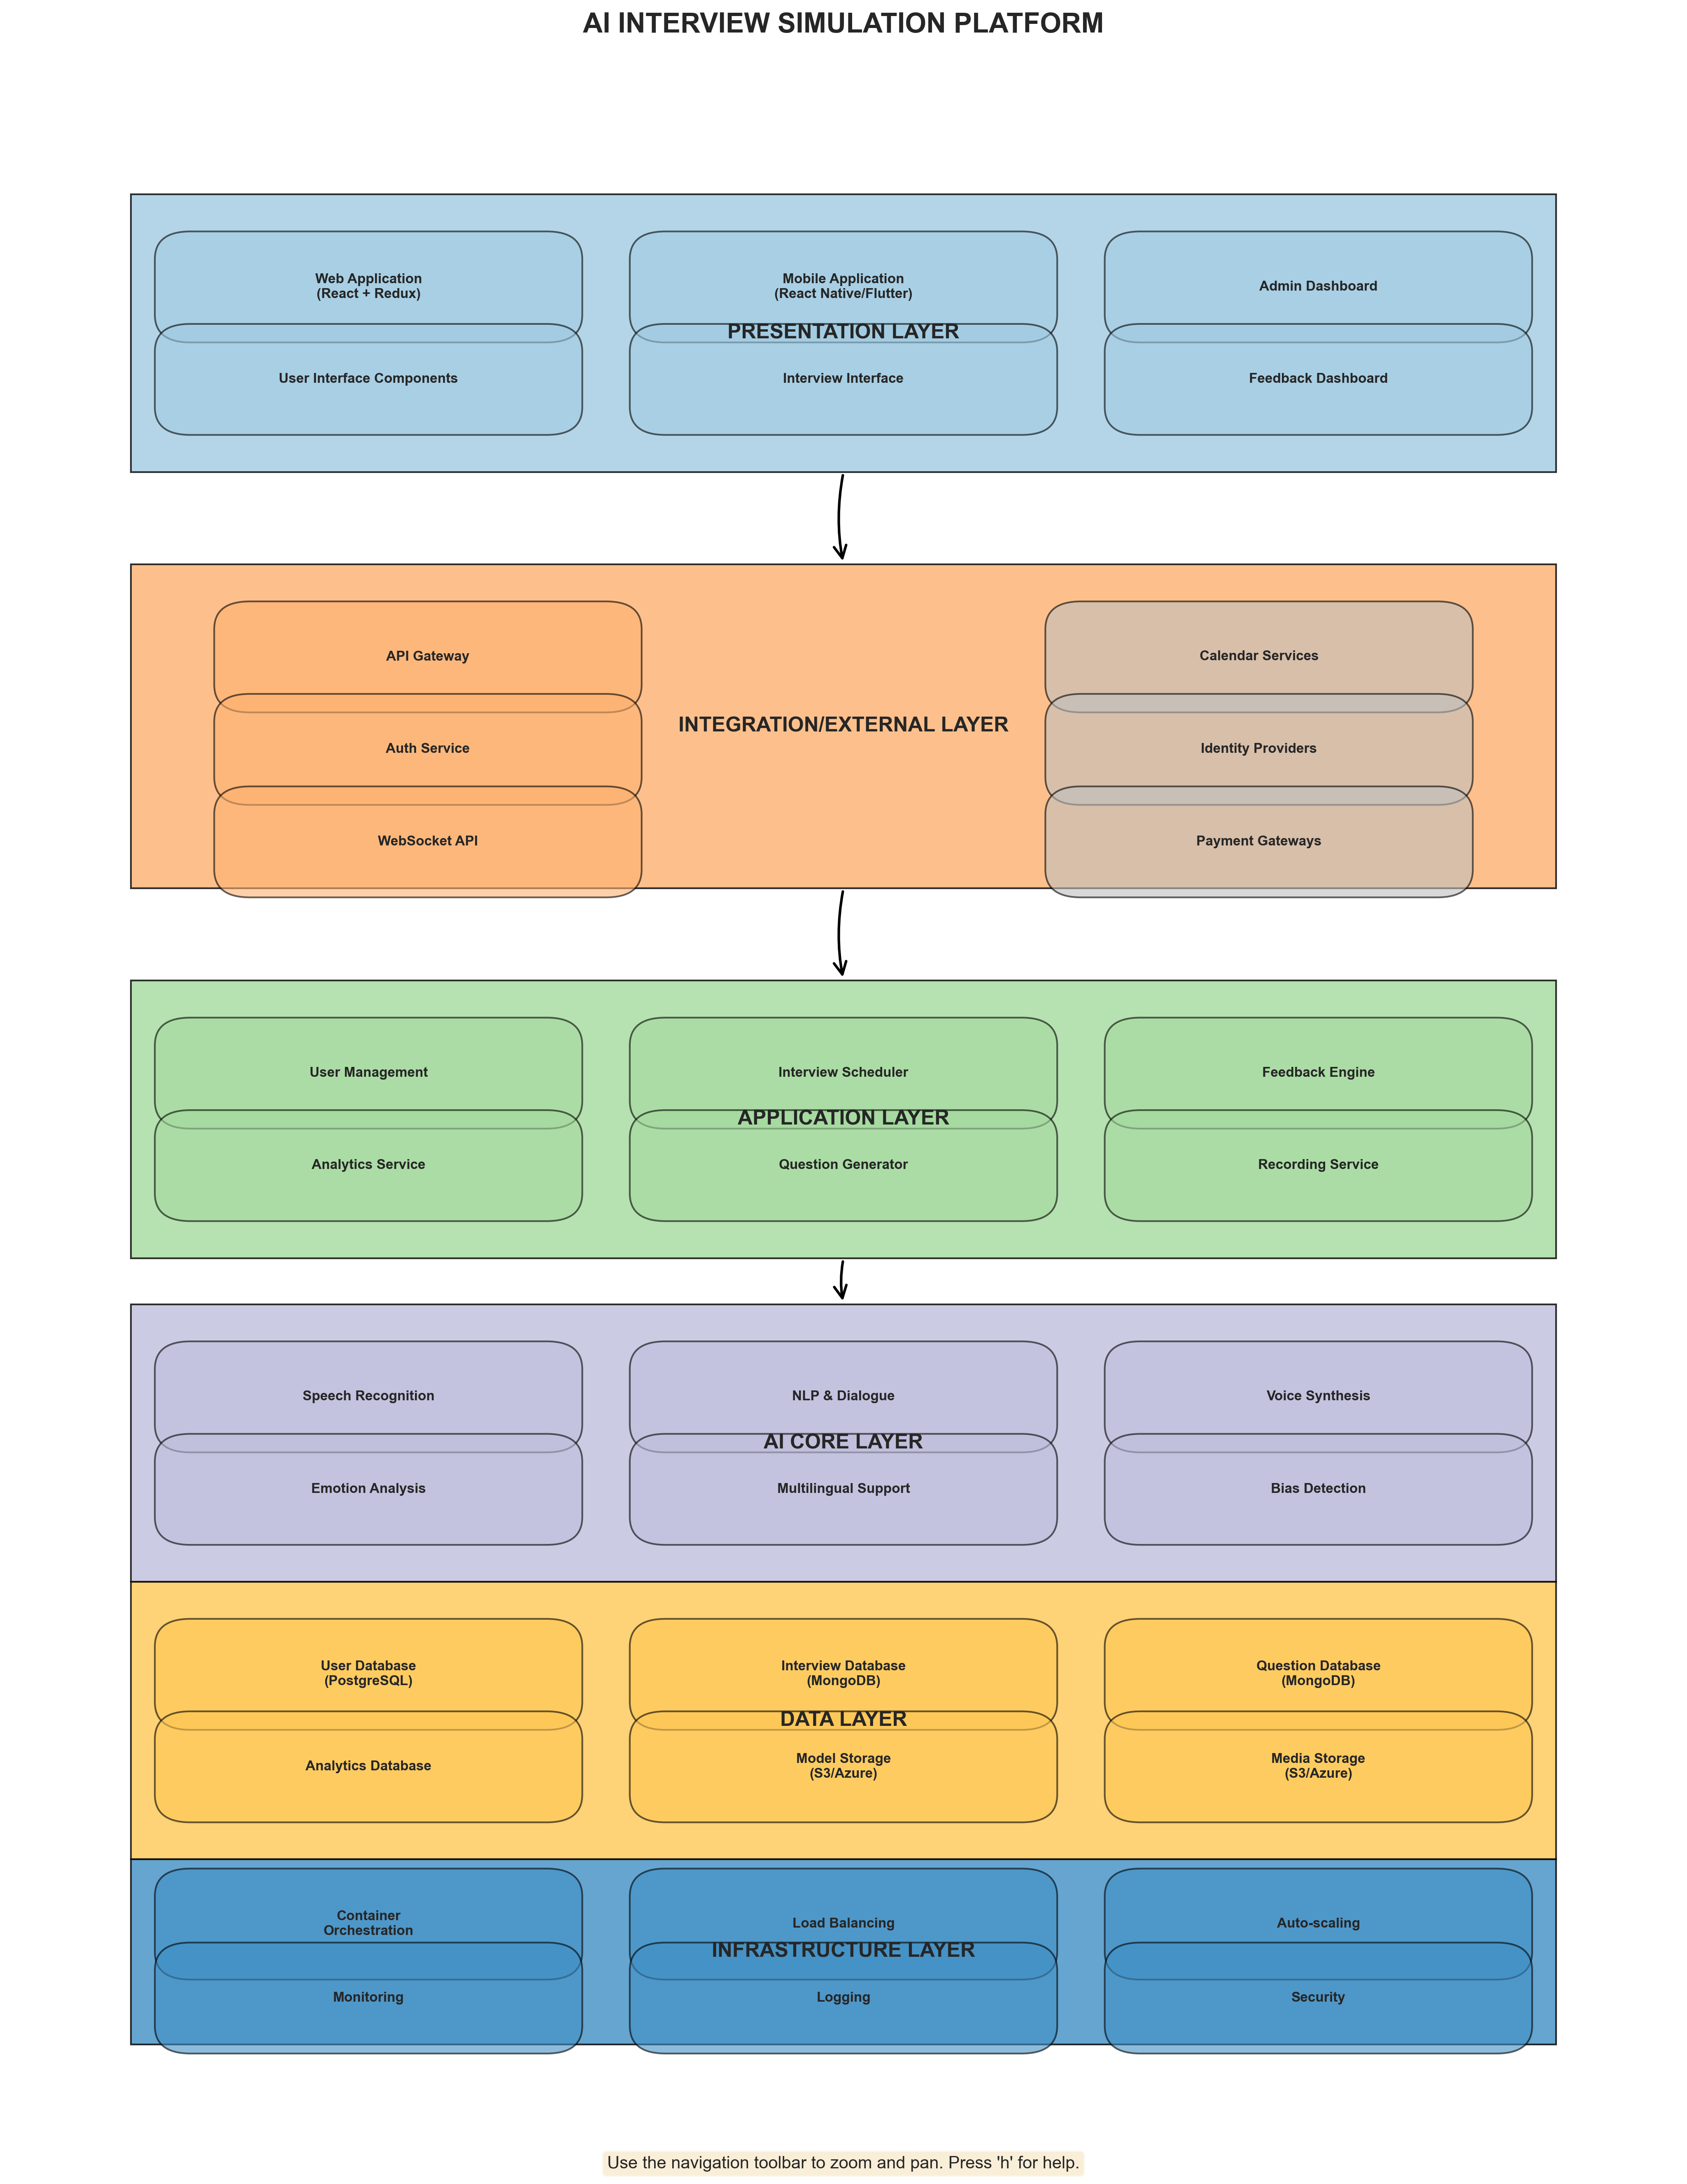 AI INTERVIEW SIMULATION PLATFORM
Web Application
(React + Redux)
Mobile Application
(React Native/Flutter)
Admin Dashboard
PRESENTATION LAYER
User Interface Components
Interview Interface
Feedback Dashboard
API Gateway
Calendar Services
INTEGRATION/EXTERNAL LAYER
Auth Service
Identity Providers
WebSocket API
Payment Gateways
User Management
Interview Scheduler
Feedback Engine
APPLICATION LAYER
Analytics Service
Question Generator
Recording Service
Speech Recognition
NLP & Dialogue
Voice Synthesis
AI CORE LAYER
Emotion Analysis
Multilingual Support
Bias Detection
User Database
(PostgreSQL)
Interview Database
(MongoDB)
Question Database
(MongoDB)
DATA LAYER
Analytics Database
Model Storage
(S3/Azure)
Media Storage
(S3/Azure)
Container
Orchestration
Load Balancing
Auto-scaling
INFRASTRUCTURE LAYER
Monitoring
Logging
Security
Use the navigation toolbar to zoom and pan. Press 'h' for help.